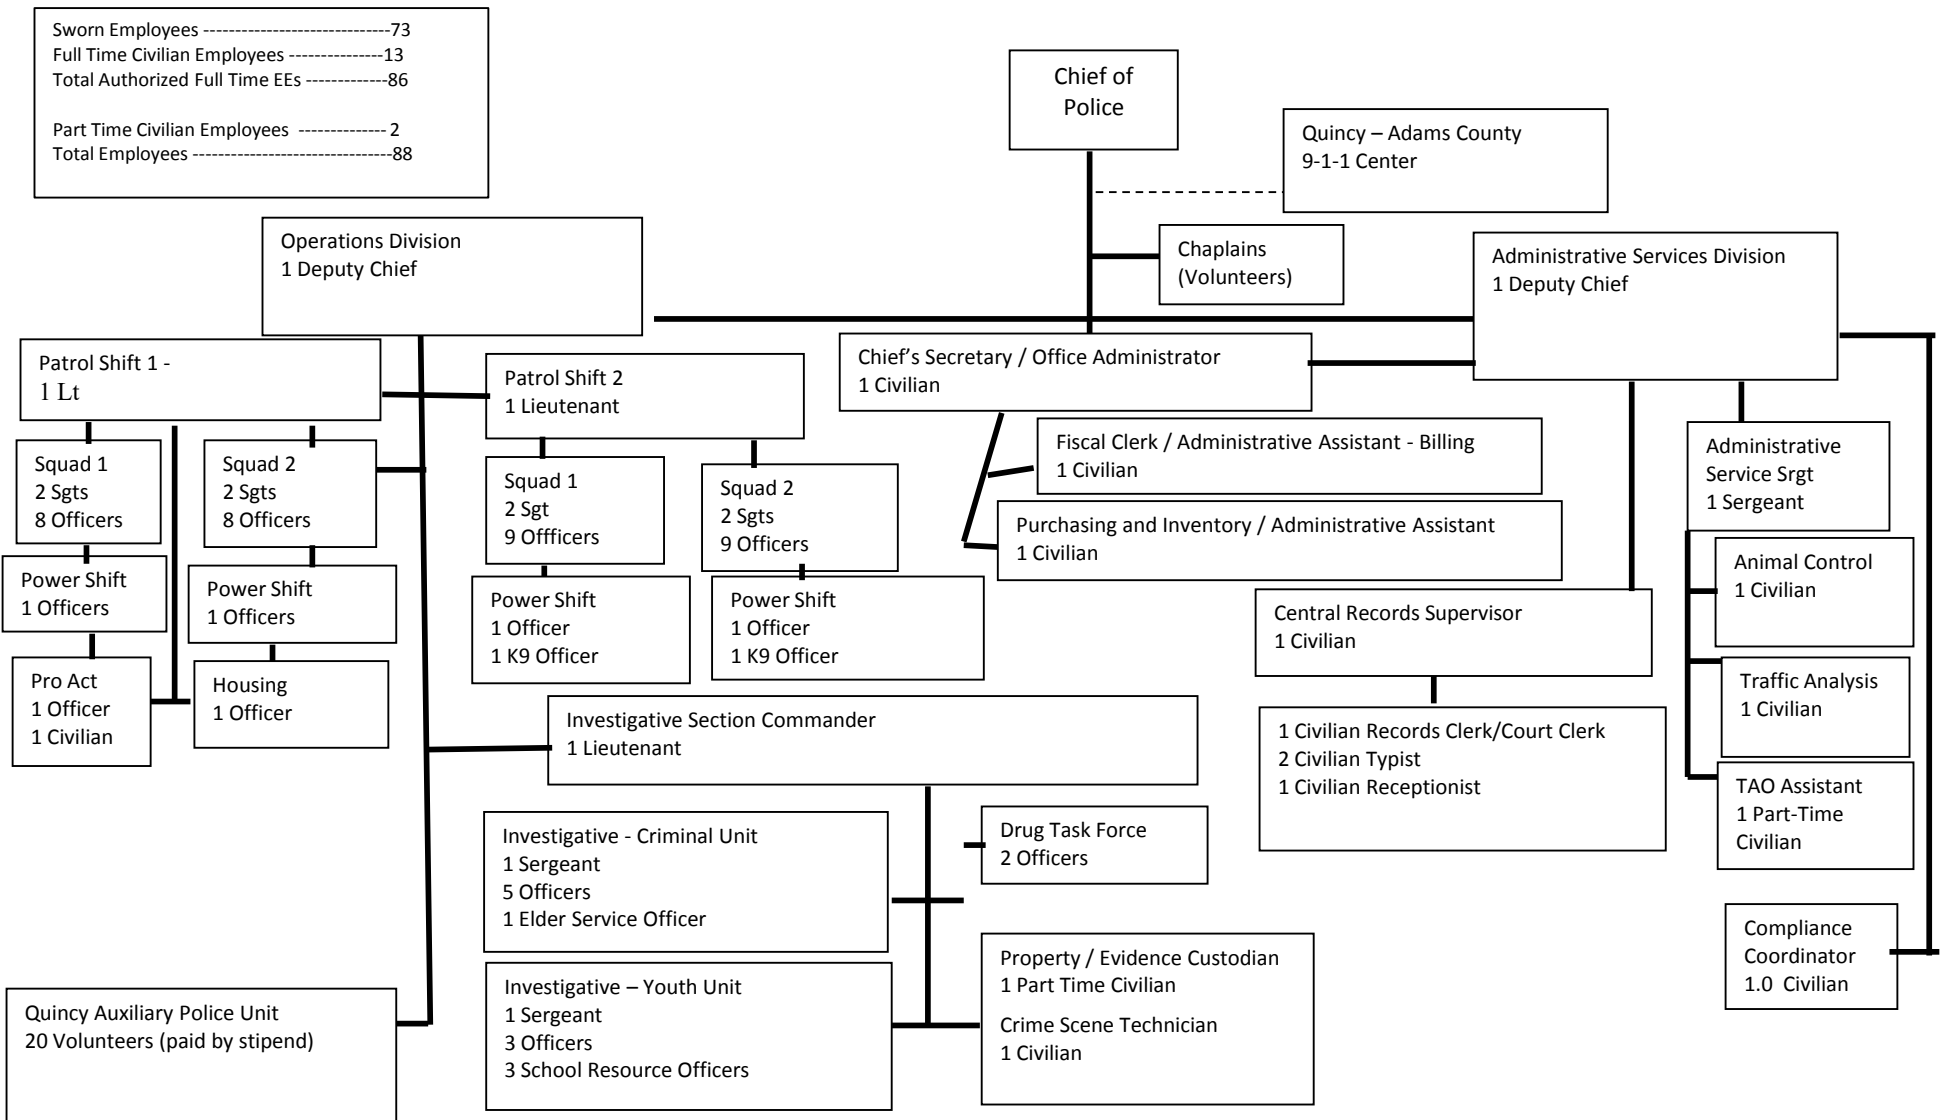 Sworn Employees -----------------------------73
Full Time Civilian Employees ---------------13
Total Authorized Full Time EEs -------------86
Part Time Civilian Employees -------------- 2
Total Employees -------------------------------88
Chief of
Police
Quincy – Adams County
9-1-1 Center
Chaplains
(Volunteers)
Operations Division
1 Deputy Chief
Administrative Services Division
1 Deputy Chief
Patrol Shift 1 -
1 Lt
Patrol Shift 2
1 Lieutenant
Chief’s Secretary / Office Administrator
1 Civilian
Squad 1
2 Sgts
8 Officers
Squad 2
2 Sgts
8 Officers
Squad 1
2 Sgt
9 Offficers
Squad 2
2 Sgts
9 Officers
Fiscal Clerk / Administrative Assistant - Billing
1 Civilian
Purchasing and Inventory / Administrative Assistant
1 Civilian
Administrative
Service Srgt
1 Sergeant
Power Shift
1 Officers
Power Shift
1 Officers
Power Shift
1 Officer
1 K9 Officer
Power Shift
1 Officer
1 K9 Officer
Animal Control
1 Civilian
Central Records Supervisor
1 Civilian
Pro Act
1 Officer
1 Civilian
Housing
1 Officer
Traffic Analysis
1 Civilian
Investigative Section Commander
1 Lieutenant
1 Civilian Records Clerk/Court Clerk
2 Civilian Typist
1 Civilian Receptionist
TAO Assistant
1 Part-Time
Civilian
Investigative - Criminal Unit
1 Sergeant
5 Officers
1 Elder Service Officer
Drug Task Force
2 Officers
Compliance
Coordinator
1.0 Civilian
Property / Evidence Custodian
1 Part Time Civilian
Crime Scene Technician
1 Civilian
Investigative – Youth Unit
1 Sergeant
3 Officers
3 School Resource Officers
Quincy Auxiliary Police Unit
20 Volunteers (paid by stipend)